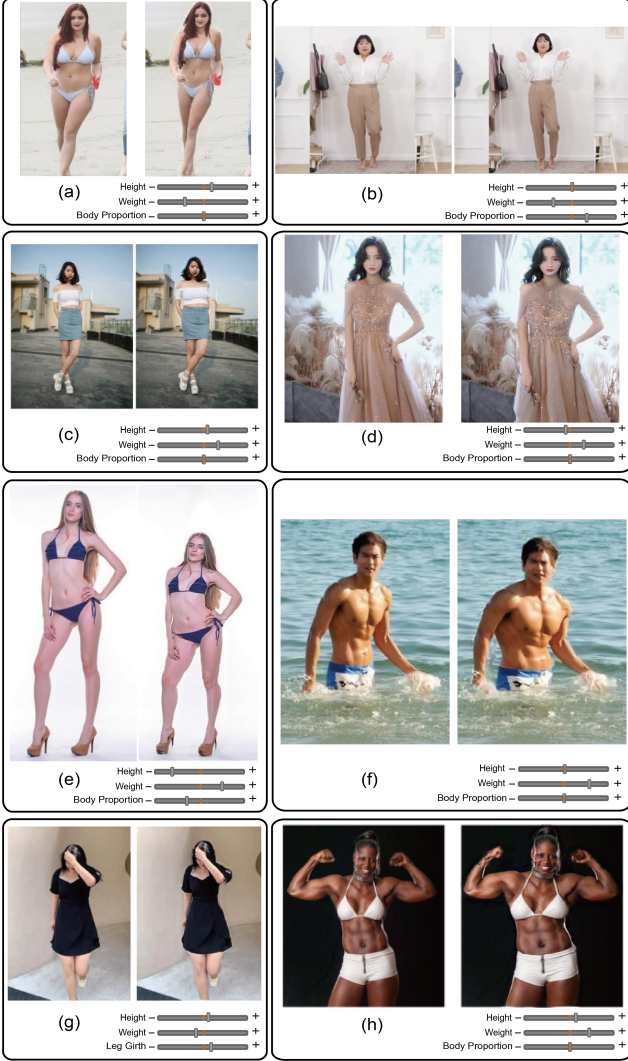 (a)
Height – +
Weight – +
Body Proportion – +
(b)
Height – +
Weight – +
Body Proportion – +
(c)
Height – +
Weight – +
Body Proportion – +
(d)
Height – +
Weight – +
Body Proportion – +
(e)
Height – +
Weight – +
Body Proportion – +
(f)
Height – +
Weight – +
Body Proportion – +
(g)
Height – +
Weight – +
Leg Girth – +
(h)
Height – +
Weight – +
Body Proportion – +